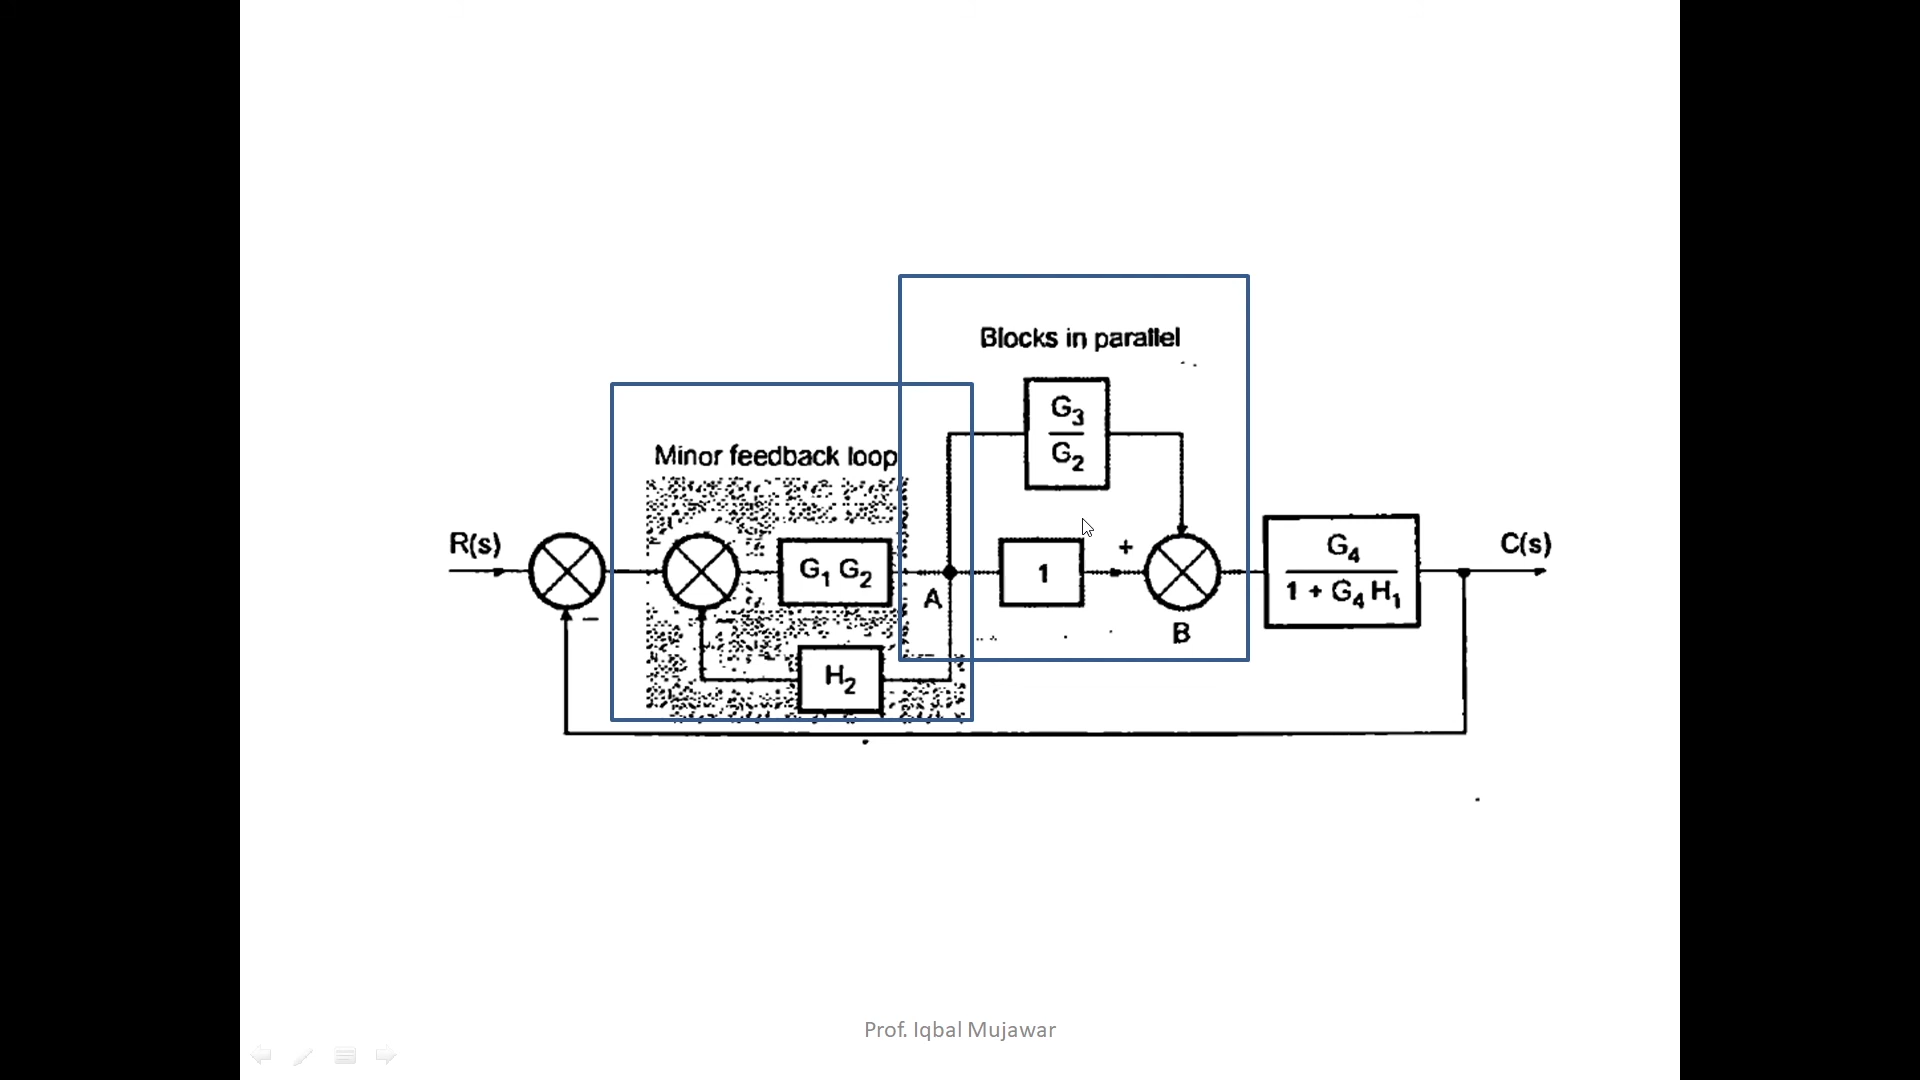 Blocks in parallel
G3
G2
Minor feedback loop
R(s)
G1 G2
A
1
+
B
G4
1 + G4 H1
C(s)
−
−
H2
Prof. Iqbal Mujawar